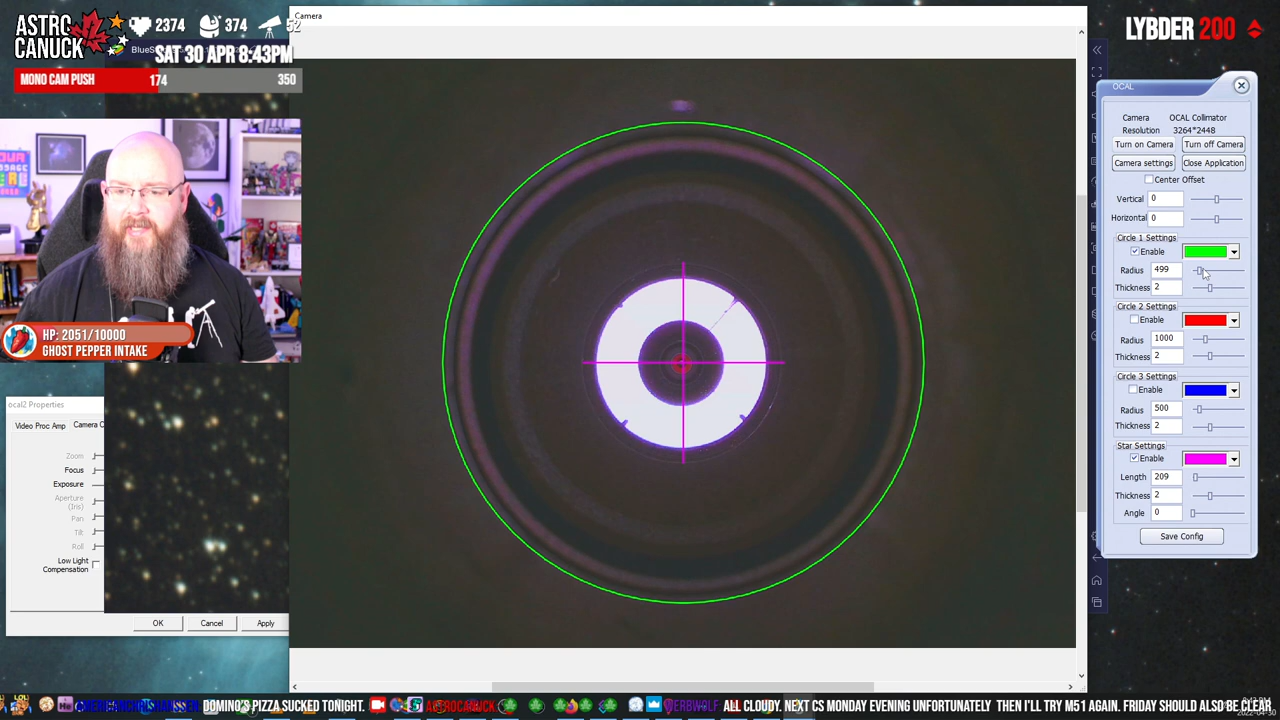 ASTRO
CANUCK
2374
374
52
SAT 30 APR 8:43PM
MONO CAM PUSH
174
350
HP: 2051/10000
GHOST PEPPER INTAKE
Camera
LYBDER 200
OCAL
Camera OCAL Collimator
Resolution 3264*2448
Turn on Camera Turn off Camera
Camera settings Close Application
Center Offset
Vertical 0
Horizontal 0
Circle 1 Settings
Enable
Radius 499
Thickness 2
Circle 2 Settings
Enable
Radius 1000
Thickness 2
Circle 3 Settings
Enable
Radius 500
Thickness 2
Star Settings
Enable
Length 209
Thickness 2
Angle 0
Save Config
ocal2 Properties
Video Proc Amp Camera C
Zoom
Focus
Exposure
Aperture
(Iris)
Pan
Tilt
Roll
Low Light
Compensation
OK Cancel Apply
AMERICANCHRISHANSSEN: DOMINO'S PIZZA SUCKED TONIGHT. ASTROCANUCK: ALL CLOUDY. NEXT CS MONDAY EVENING UNFORTUNATELY THEN I'LL TRY M51 AGAIN. FRIDAY SHOULD ALSO BE CLEAR